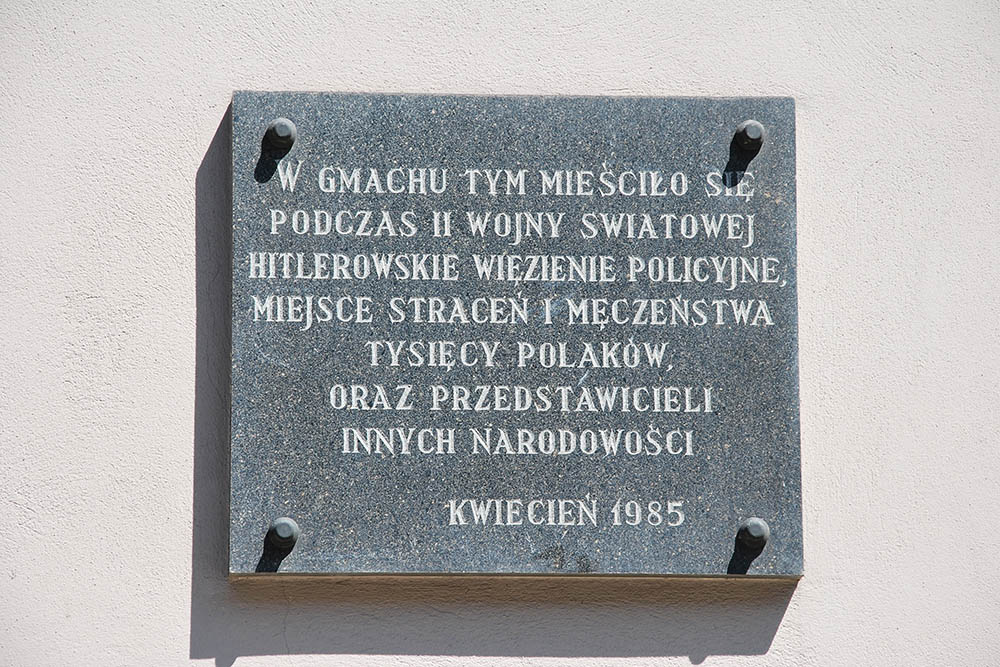 W GMACHU TYM MIEŚCIŁO SIĘ
PODCZAS II WOJNY ŚWIATOWEJ
HITLEROWSKIE WIĘZIENIE POLICYJNE,
MIEJSCE STRACEŃ I MĘCZEŃSTWA
TYSIĘCY POLAKÓW,
ORAZ PRZEDSTAWICIELI
INNYCH NARODOWOŚCI
KWIECIEŃ 1985